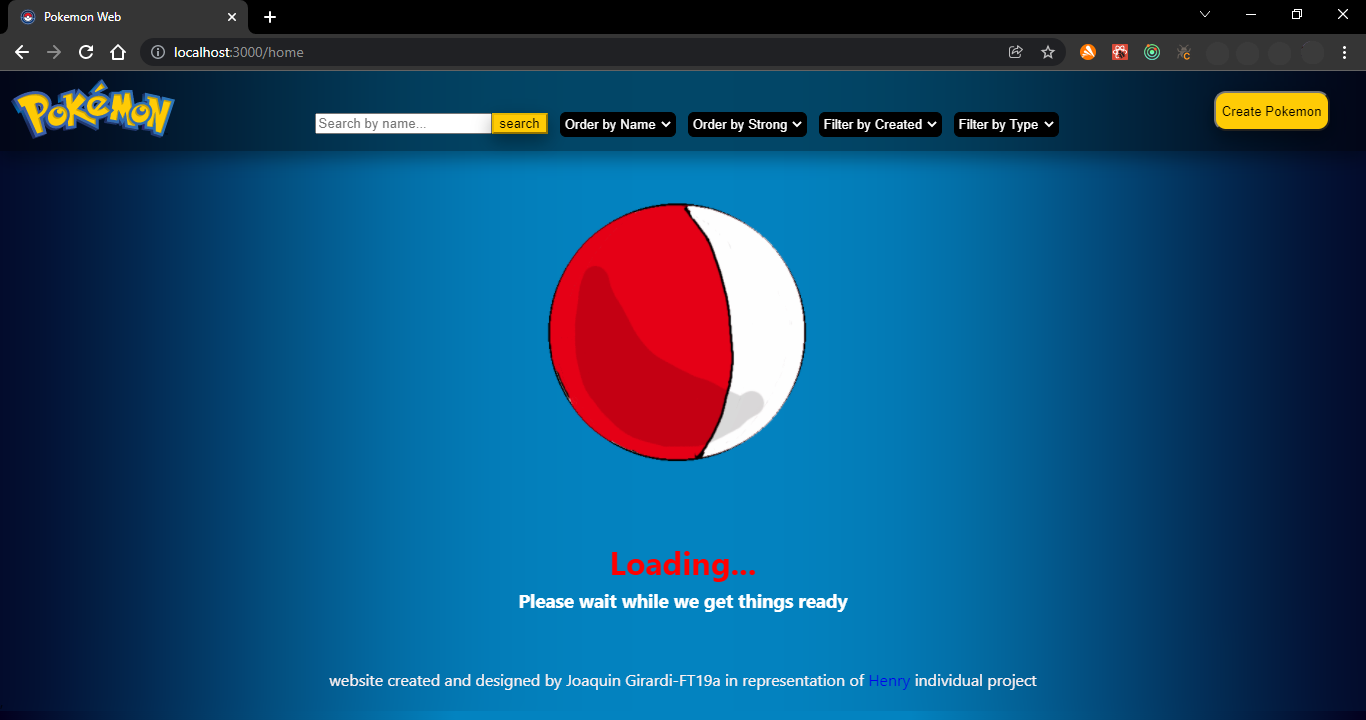 Pokemon Web
localhost:3000/home
POKéMON
Search by name... search Order by Name Order by Strong Filter by Created Filter by Type Create Pokemon
Loading...
Please wait while we get things ready
website created and designed by Joaquin Girardi-FT19a in representation of Henry individual project